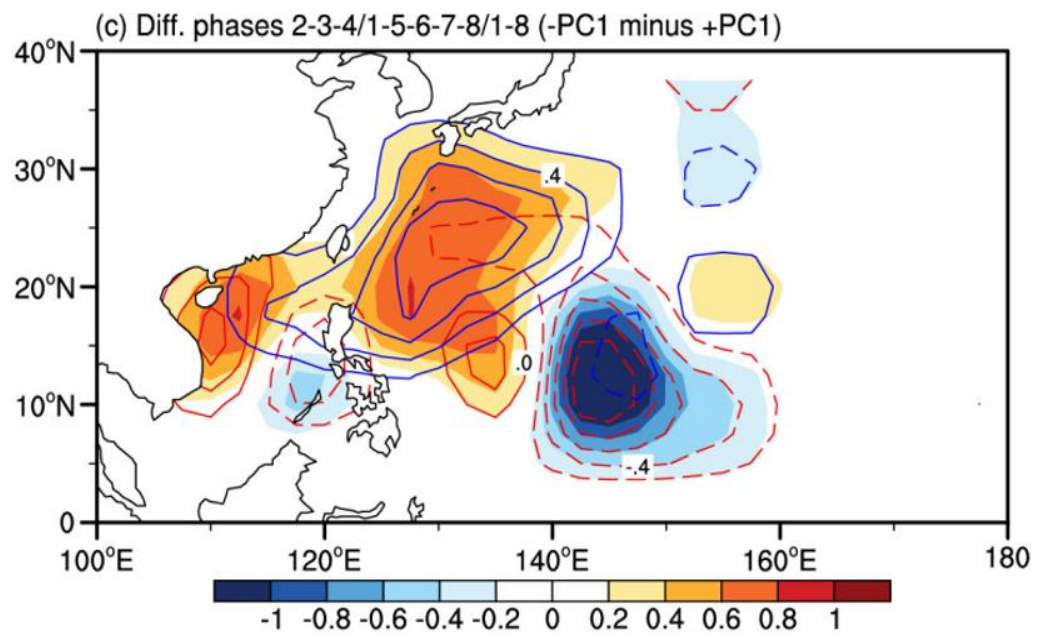 (c) Diff. phases 2-3-4/1-5-6-7-8/1-8 (-PC1 minus +PC1)
40°N
30°N
.4
20°N
.0
10°N
-.4
0
100°E 120°E 140°E 160°E 180
-1 -0.8 -0.6 -0.4 -0.2 0 0.2 0.4 0.6 0.8 1